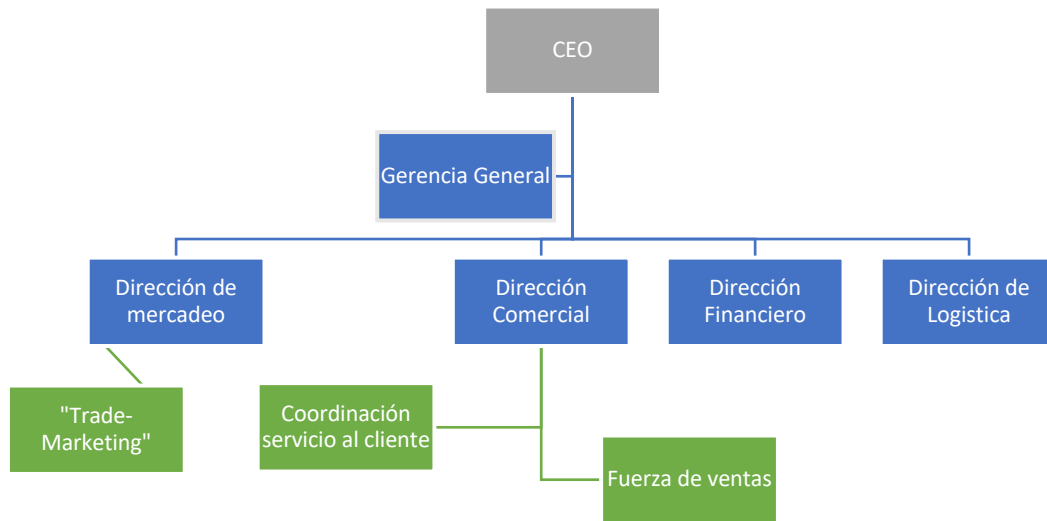 CEO
Gerencia General
Dirección de
mercadeo
Dirección
Comercial
Dirección
Financiero
Dirección de
Logistica
"Trade-
Marketing"
Coordinación
servicio al cliente
Fuerza de ventas